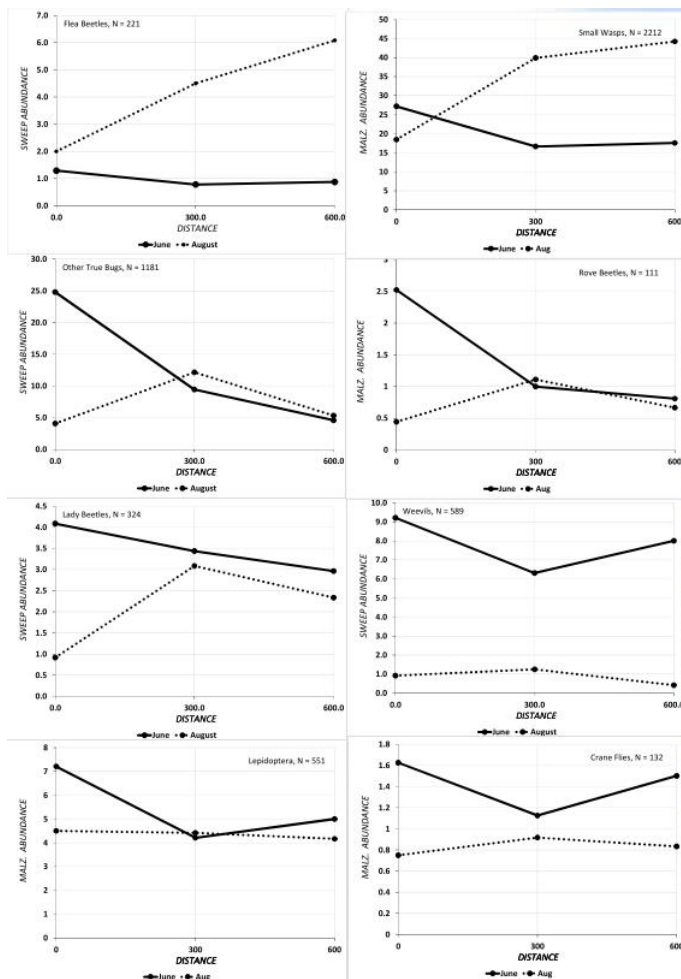 Flea Beetles, N = 221
SWEEP ABUNDANCE
7.0
6.0
5.0
4.0
3.0
2.0
1.0
0.0
0.0 300.0 600.0
DISTANCE
June August
Small Wasps, N = 2212
MALZ. ABUNDANCE
50
45
40
35
30
25
20
15
10
5
0
0 300 600
DISTANCE
June Aug
Other True Bugs, N = 1181
SWEEP ABUNDANCE
30.0
25.0
20.0
15.0
10.0
5.0
0.0
0.0 300.0 600.0
DISTANCE
June August
Rove Beetles, N = 111
MALZ. ABUNDANCE
3
2.5
2
1.5
1
0.5
0
0 300 600
DISTANCE
June Aug
Lady Beetles, N = 324
SWEEP ABUNDANCE
4.5
4.0
3.5
3.0
2.5
2.0
1.5
1.0
0.5
0.0
0.0 300.0 600.0
DISTANCE
June August
Weevils, N = 589
SWEEP ABUNDANCE
10.0
9.0
8.0
7.0
6.0
5.0
4.0
3.0
2.0
1.0
0.0
0.0 300.0 600.0
DISTANCE
June August
Lepidoptera, N = 551
MALZ. ABUNDANCE
8
7
6
5
4
3
2
1
0
0 300 600
DISTANCE
June Aug
Crane Flies, N = 132
MALZ. ABUNDANCE
1.8
1.6
1.4
1.2
1
0.8
0.6
0.4
0.2
0
0 300 600
DISTANCE
June Aug